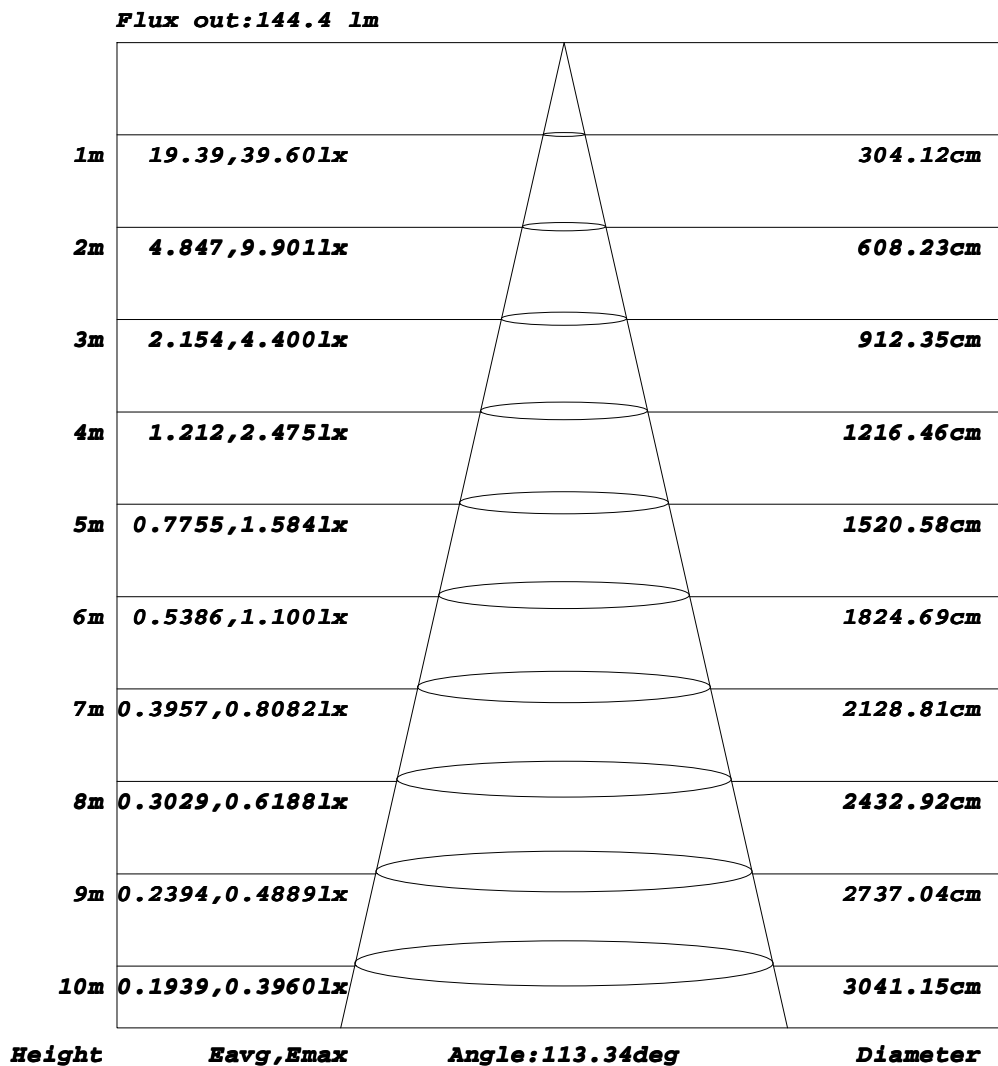 Flux out:144.4 lm
1m 19.39,39.60lx 304.12cm
2m 4.847,9.901lx 608.23cm
3m 2.154,4.400lx 912.35cm
4m 1.212,2.475lx 1216.46cm
5m 0.7755,1.584lx 1520.58cm
6m 0.5386,1.100lx 1824.69cm
7m 0.3957,0.8082lx 2128.81cm
8m 0.3029,0.6188lx 2432.92cm
9m 0.2394,0.4889lx 2737.04cm
10m 0.1939,0.3960lx 3041.15cm
Height Eavg,Emax Angle:113.34deg Diameter